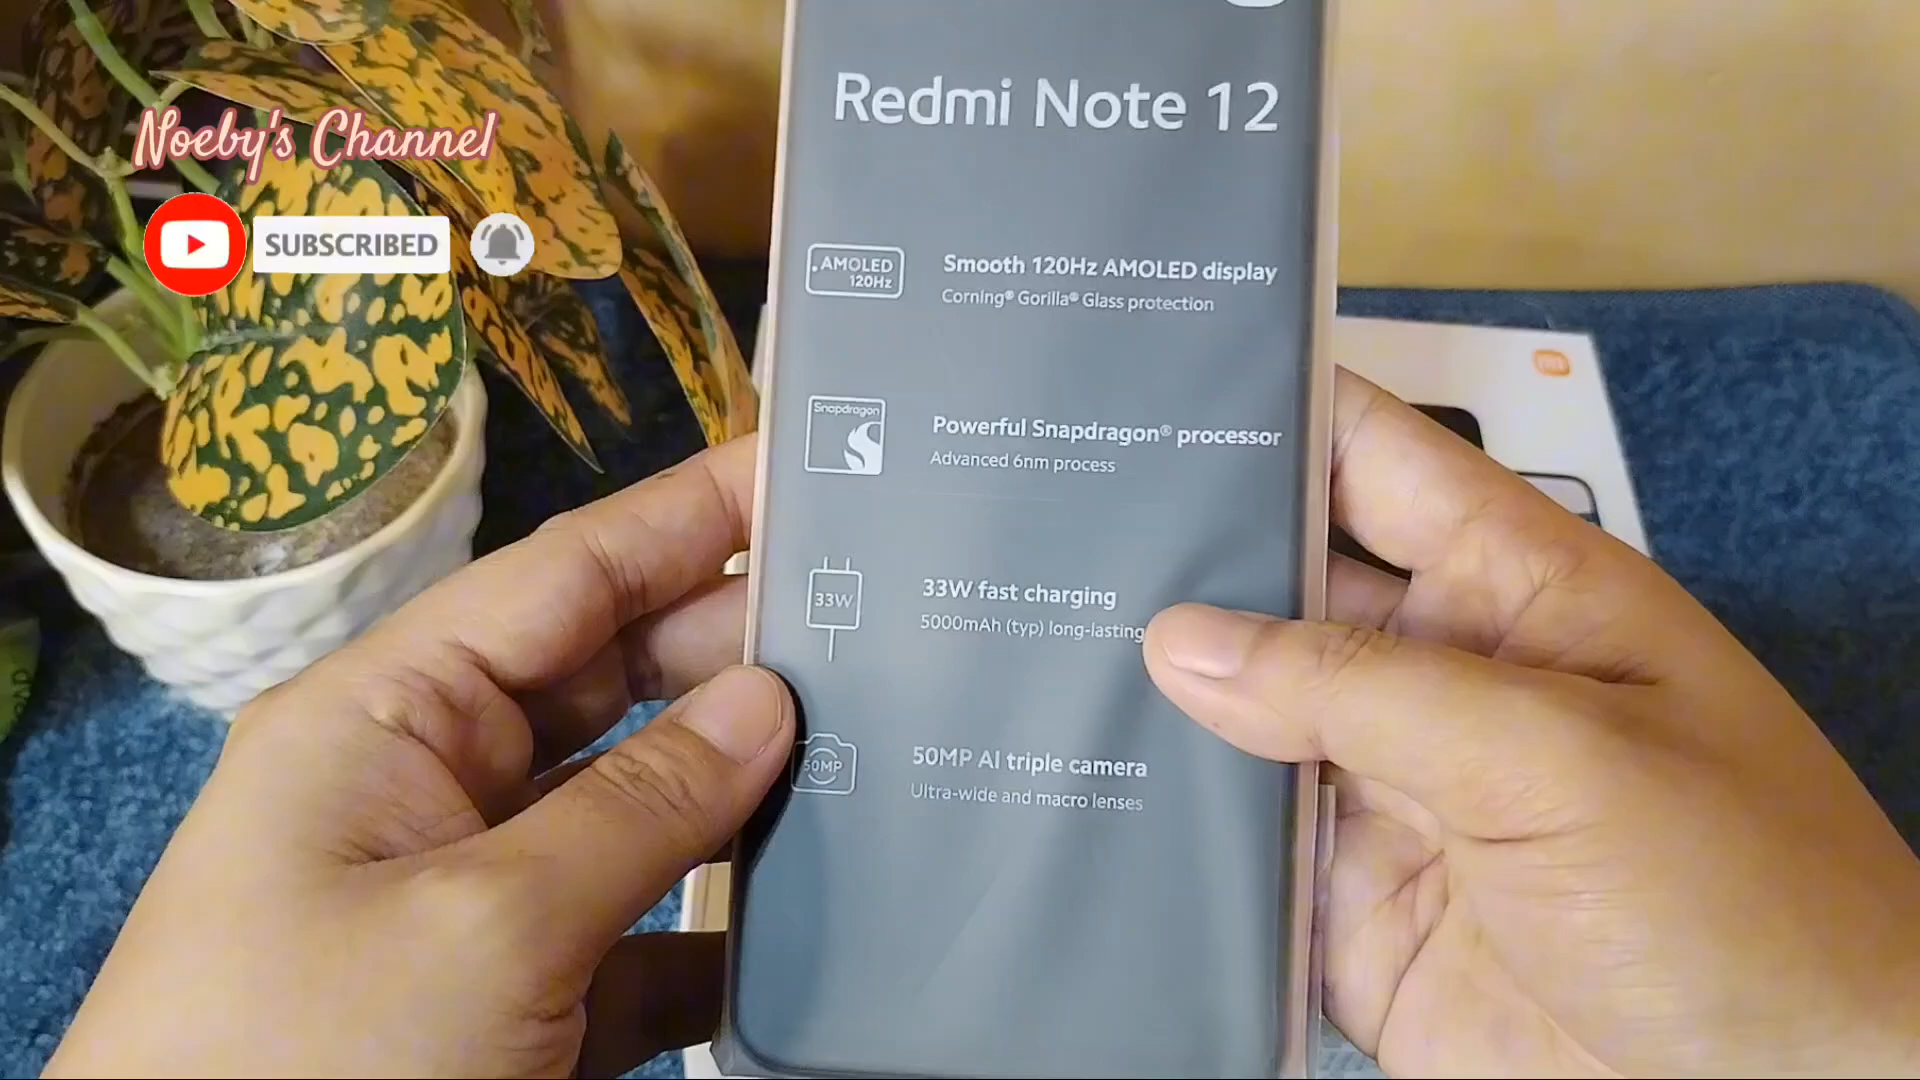 Noeby's Channel
SUBSCRIBED
Redmi Note 12
AMOLED
120Hz
Smooth 120Hz AMOLED display
Corning® Gorilla® Glass protection
Snapdragon
Powerful Snapdragon® processor
Advanced 6nm process
33W
33W fast charging
5000mAh (typ) long-lasting
50MP
50MP AI triple camera
Ultra-wide and macro lenses